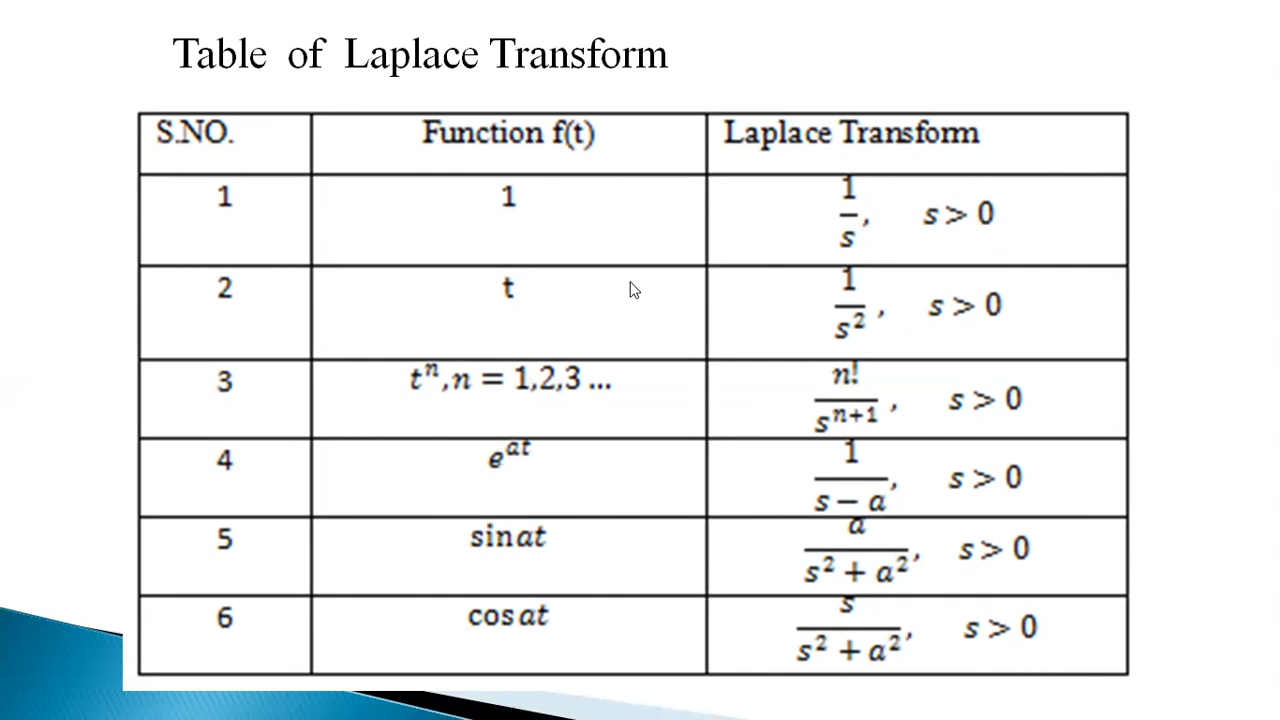 Table of Laplace Transform
S.NO. Function f(t) Laplace Transform
1 1 1/s, s > 0
2 t 1/s², s > 0
3 tⁿ, n = 1,2,3 ... n!/sⁿ⁺¹, s > 0
4 eᵃᵗ 1/(s − a), s > 0
5 sin at a/(s² + a²), s > 0
6 cos at s/(s² + a²), s > 0